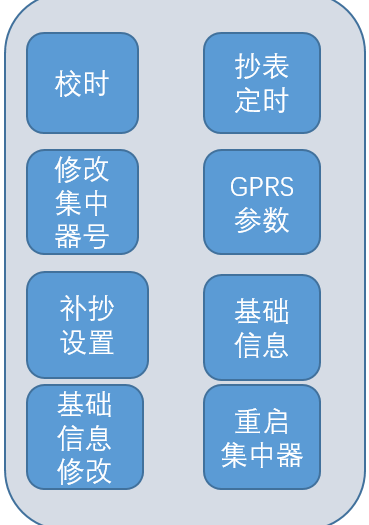 校时
抄表
定时
修改
集中
器号
GPRS
参数
补抄
设置
基础
信息
基础
信息
修改
重启
集中器